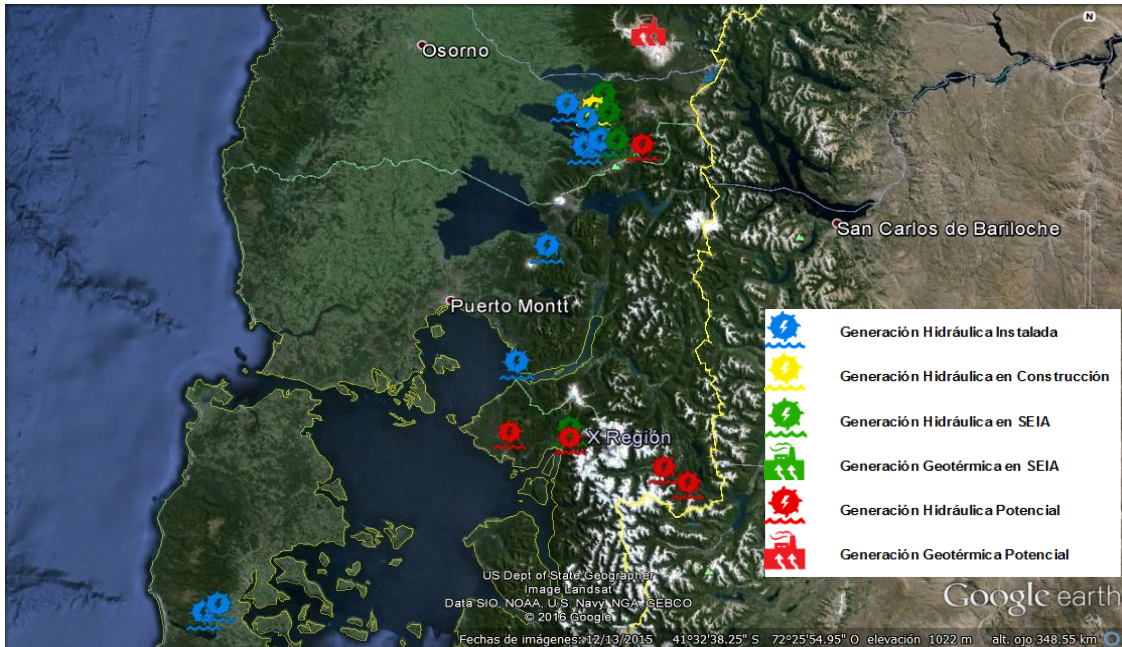 N
Osorno
San Carlos de Bariloche
Puerto Montt
X Región
Generación Hidráulica Instalada
Generación Hidráulica en Construcción
Generación Hidráulica en SEIA
Generación Geotérmica en SEIA
Generación Hidráulica Potencial
Generación Geotérmica Potencial
US Dept of State Geographer
Image Landsat
Data SIO, NOAA, U.S. Navy, NGA, GEBCO
© 2016 Google
Google earth
Fechas de imágenes: 12/13/2015 41°32'38.25" S 72°25'54.95" O elevación 1022 m alt. ojo 348.55 km